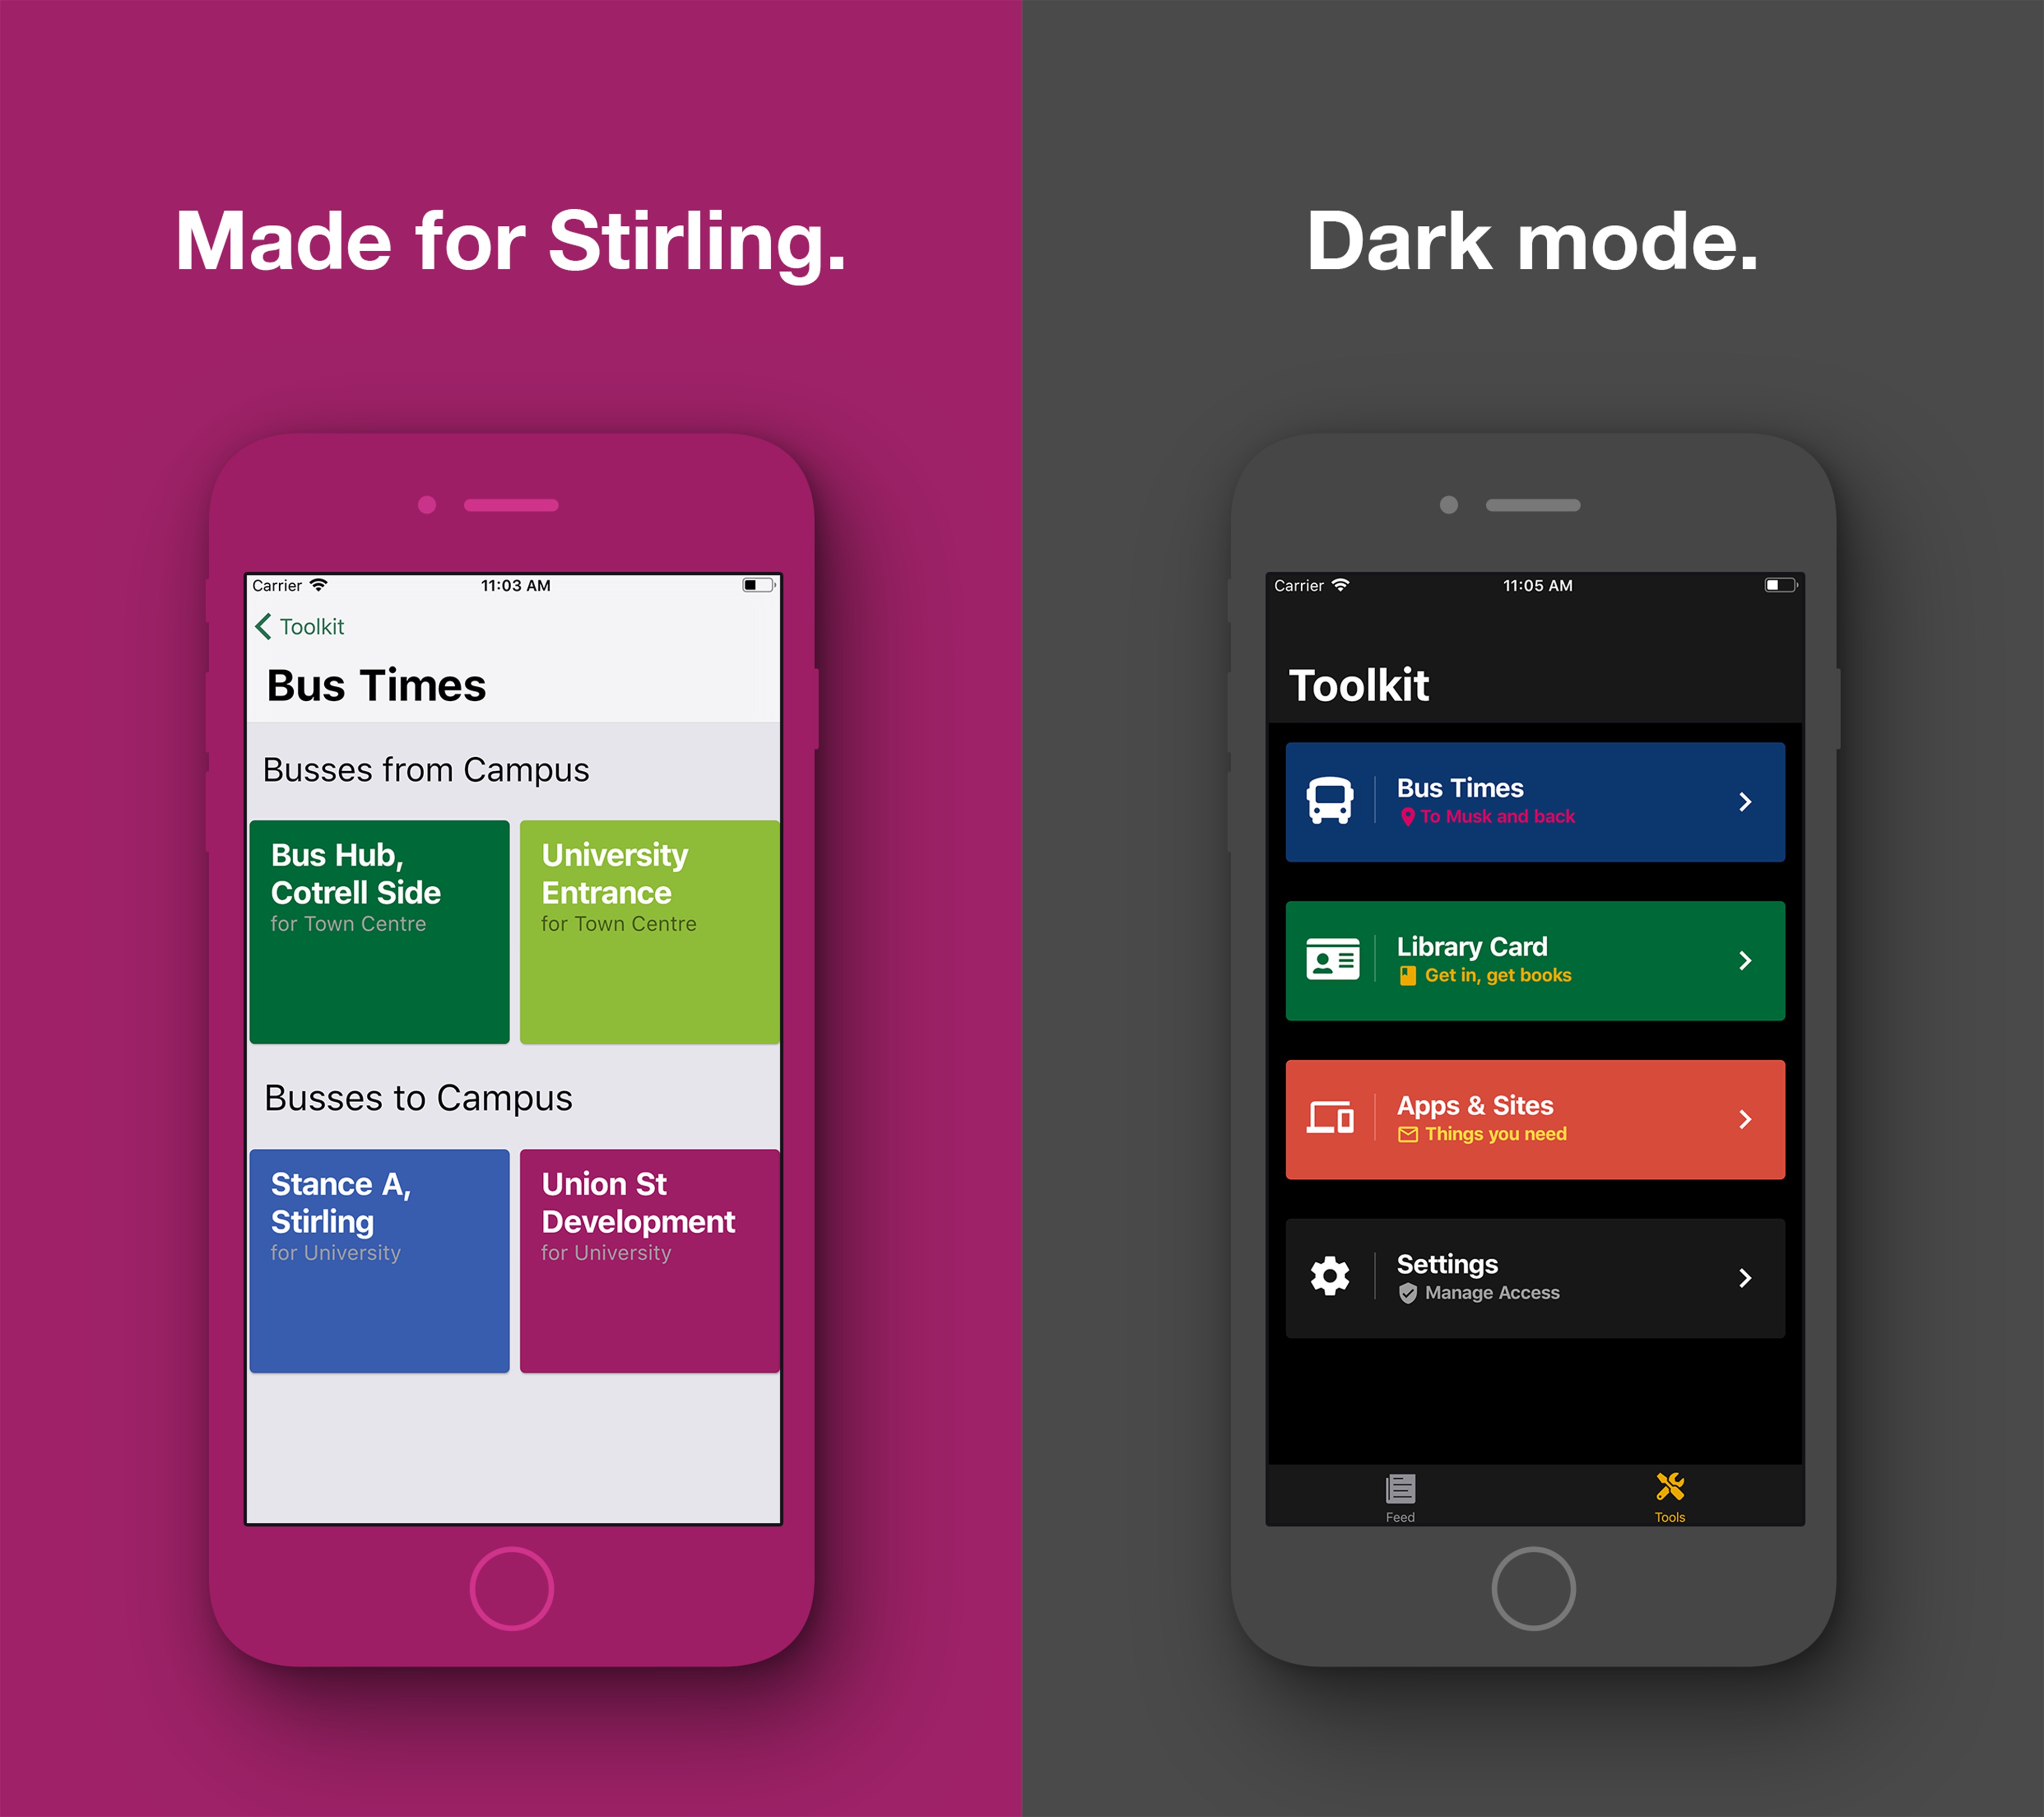 Made for Stirling.
Carrier 11:03 AM
Toolkit
Bus Times
Busses from Campus
Bus Hub,
Cotrell Side
for Town Centre
University
Entrance
for Town Centre
Busses to Campus
Stance A,
Stirling
for University
Union St
Development
for University
Dark mode.
Carrier 11:05 AM
Toolkit
Bus Times
To Musk and back
Library Card
Get in, get books
Apps & Sites
Things you need
Settings
Manage Access
Feed
Tools